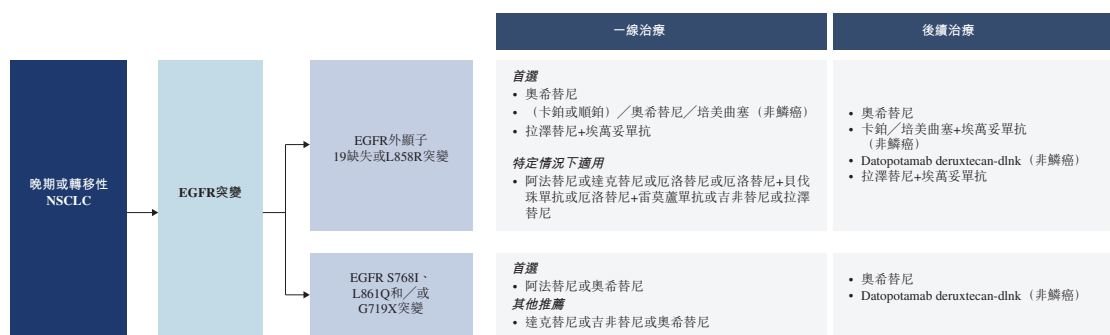 一線治療
後續治療
晚期或轉移性
NSCLC
EGFR突變
EGFR外顯子
19缺失或L858R突變
首選
• 奧希替尼
• （卡鉑或順鉑）／奧希替尼／培美曲塞（非鱗癌）
• 拉澤替尼+埃萬妥單抗
特定情況下適用
• 阿法替尼或達克替尼或厄洛替尼或厄洛替尼+貝伐
珠單抗或厄洛替尼+雷莫蘆單抗或吉非替尼或拉澤
替尼
• 奧希替尼
• 卡鉑／培美曲塞+埃萬妥單抗
（非鱗癌）
• Datopotamab deruxtecan-dlnk（非鱗癌）
• 拉澤替尼+埃萬妥單抗
EGFR S768I、
L861Q和／或
G719X突變
首選
• 阿法替尼或奧希替尼
其他推薦
• 達克替尼或吉非替尼或奧希替尼
• 奧希替尼
• Datopotamab deruxtecan-dlnk（非鱗癌）